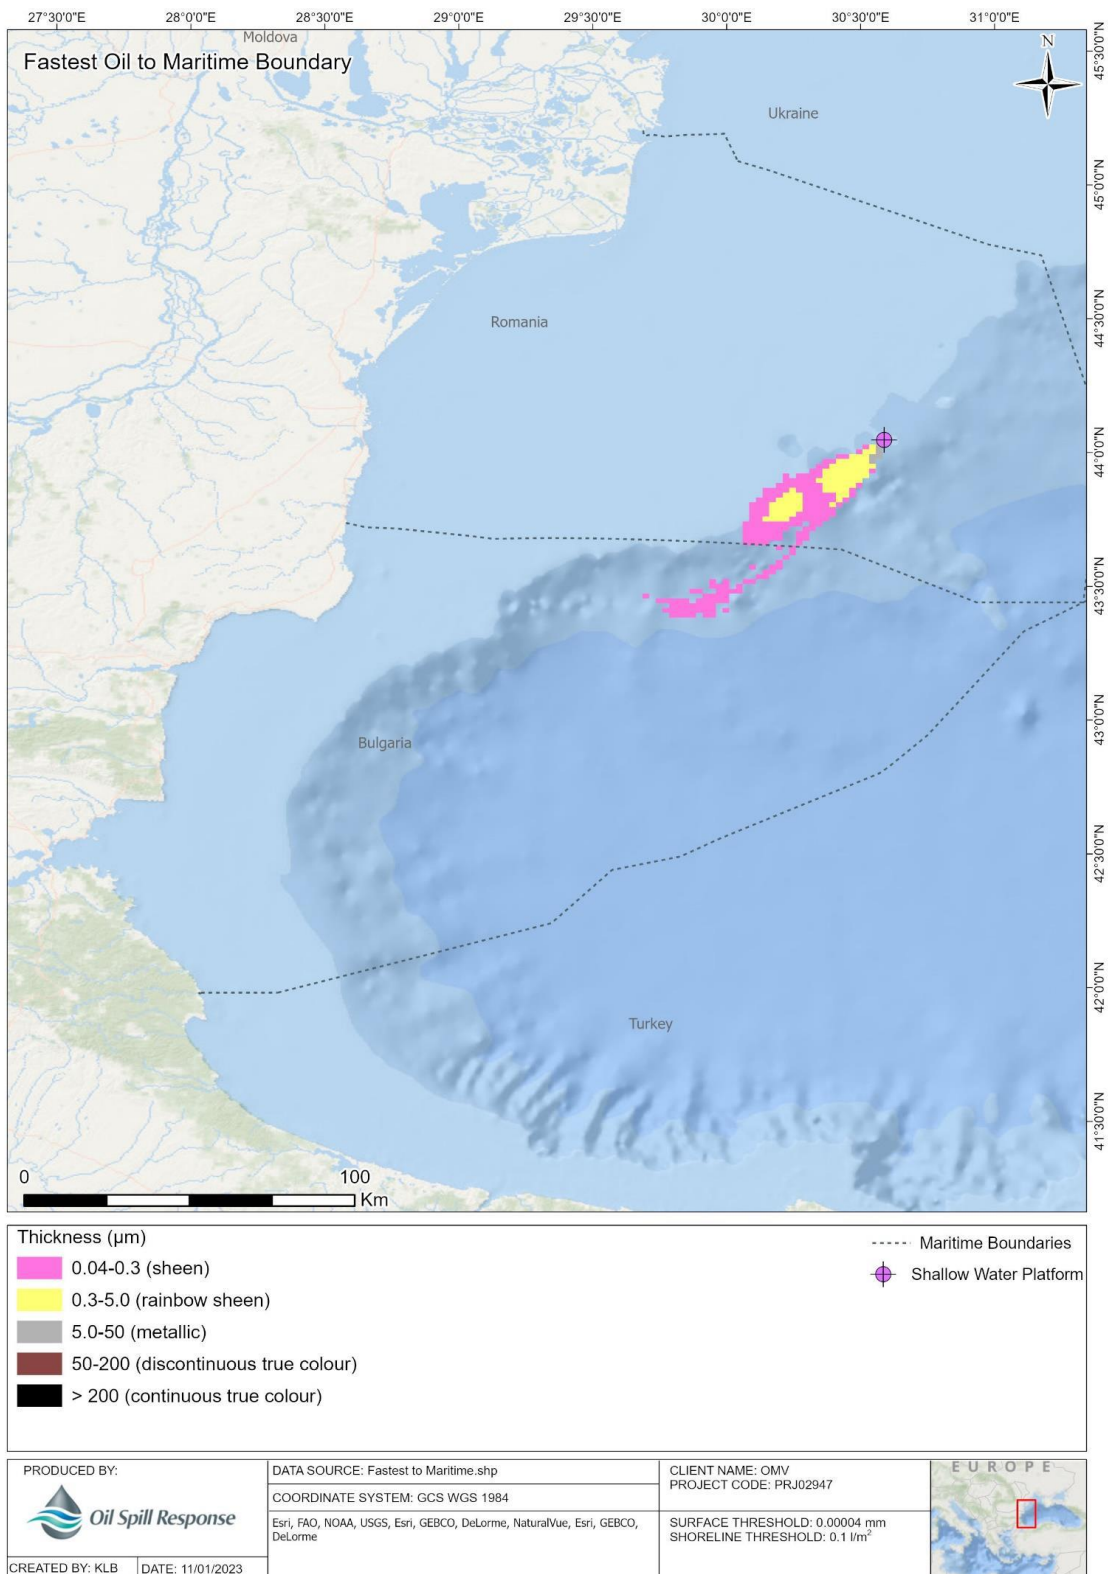 27°30'0"E 28°0'0"E 28°30'0"E 29°0'0"E 29°30'0"E 30°0'0"E 30°30'0"E 31°0'0"E
Moldova
Fastest Oil to Maritime Boundary
N
Ukraine
Romania
Bulgaria
Turkey
45°30'0"N
45°0'0"N
44°30'0"N
44°0'0"N
43°30'0"N
43°0'0"N
42°30'0"N
42°0'0"N
41°30'0"N
0 100
Km
Thickness (µm)
0.04-0.3 (sheen)
0.3-5.0 (rainbow sheen)
5.0-50 (metallic)
50-200 (discontinuous true colour)
> 200 (continuous true colour)
Maritime Boundaries
Shallow Water Platform
PRODUCED BY:
Oil Spill Response
CREATED BY: KLB DATE: 11/01/2023
DATA SOURCE: Fastest to Maritime.shp
COORDINATE SYSTEM: GCS WGS 1984
Esri, FAO, NOAA, USGS, Esri, GEBCO, DeLorme, NaturalVue, Esri, GEBCO,
DeLorme
CLIENT NAME: OMV
PROJECT CODE: PRJ02947
SURFACE THRESHOLD: 0.00004 mm
SHORELINE THRESHOLD: 0.1 l/m²
EUROPE